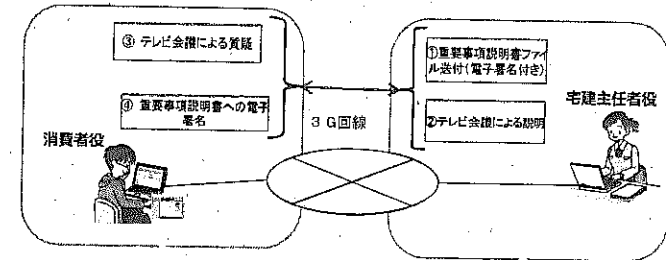 ③ テレビ会議による質疑
④ 重要事項説明書への電子
署名
消費者役
3G回線
①重要事項説明書ファイ
ル送付(電子署名付き)
②テレビ会議による説明
宅建主任者役